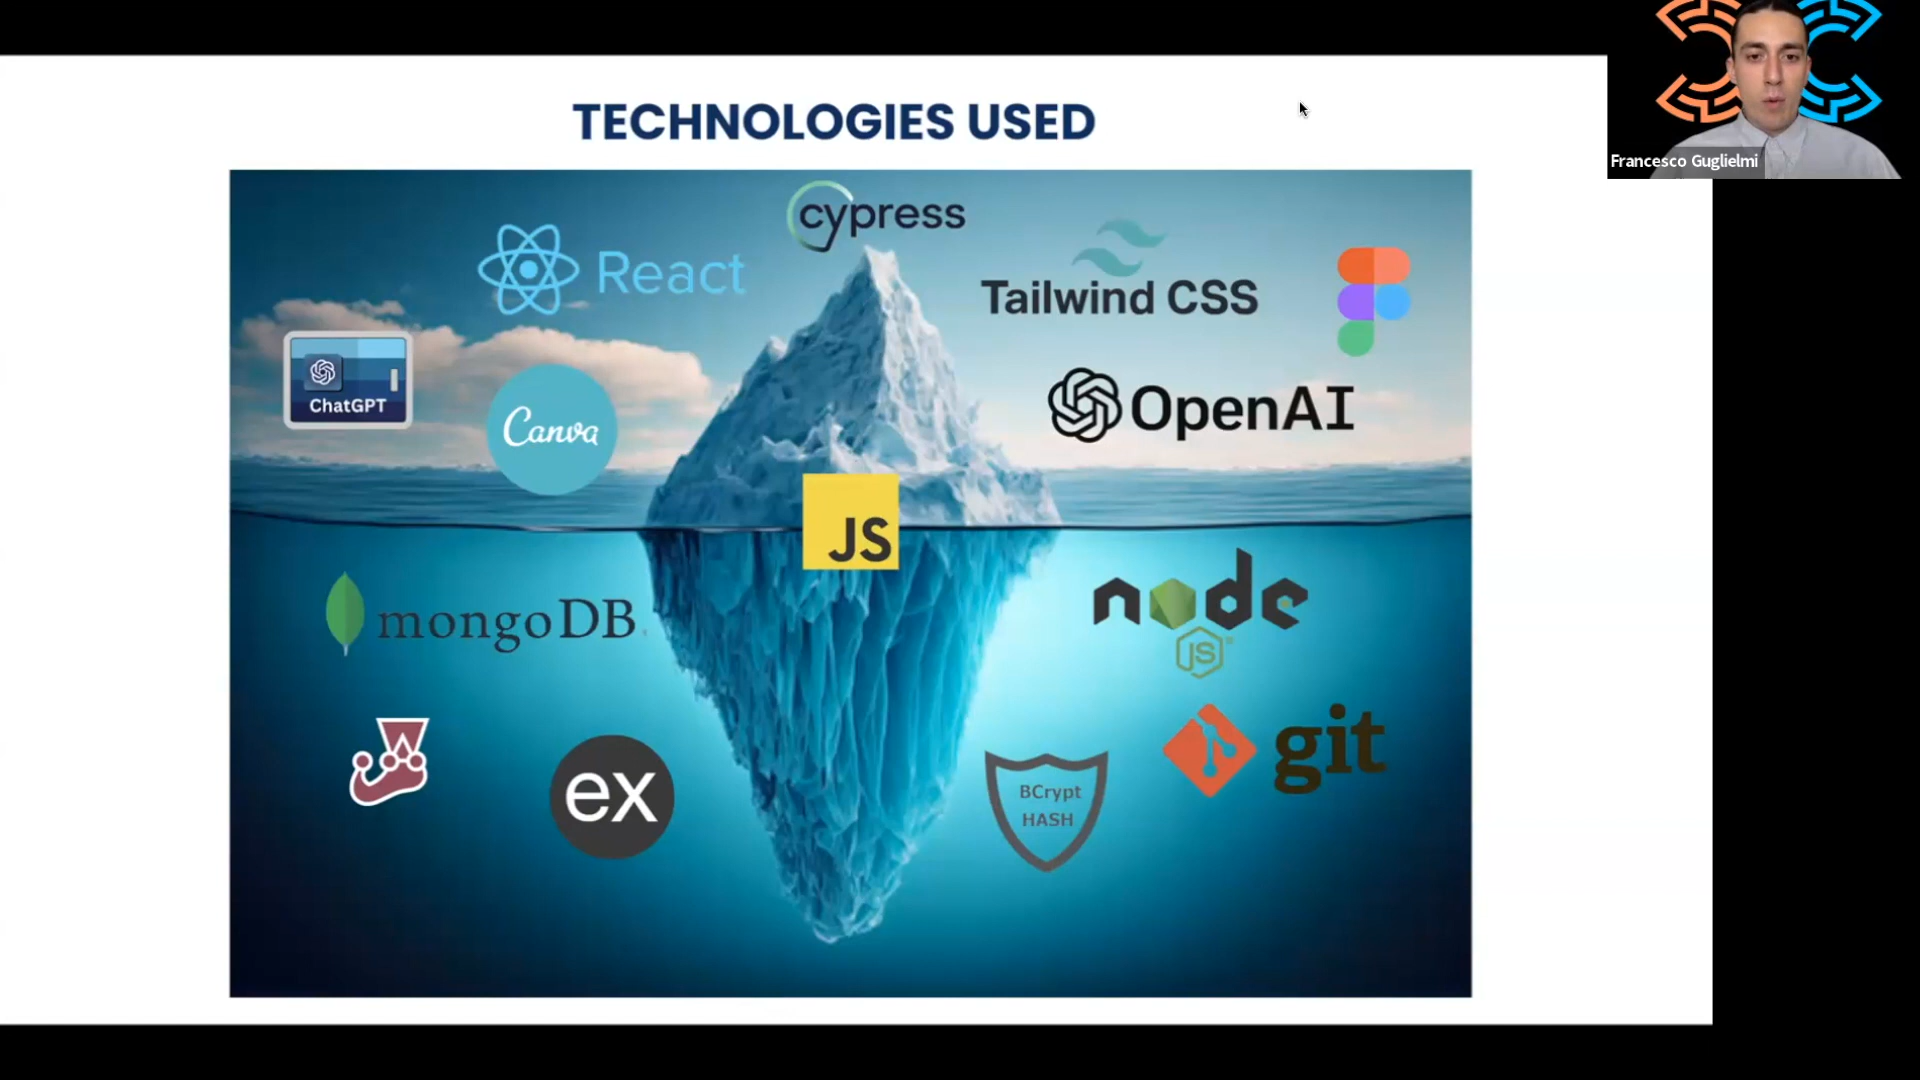 TECHNOLOGIES USED
Francesco Guglielmi
cypress
React
Tailwind CSS
ChatGPT
Canva
OpenAI
JS
mongoDB
node
JS
git
ex
BCrypt
HASH